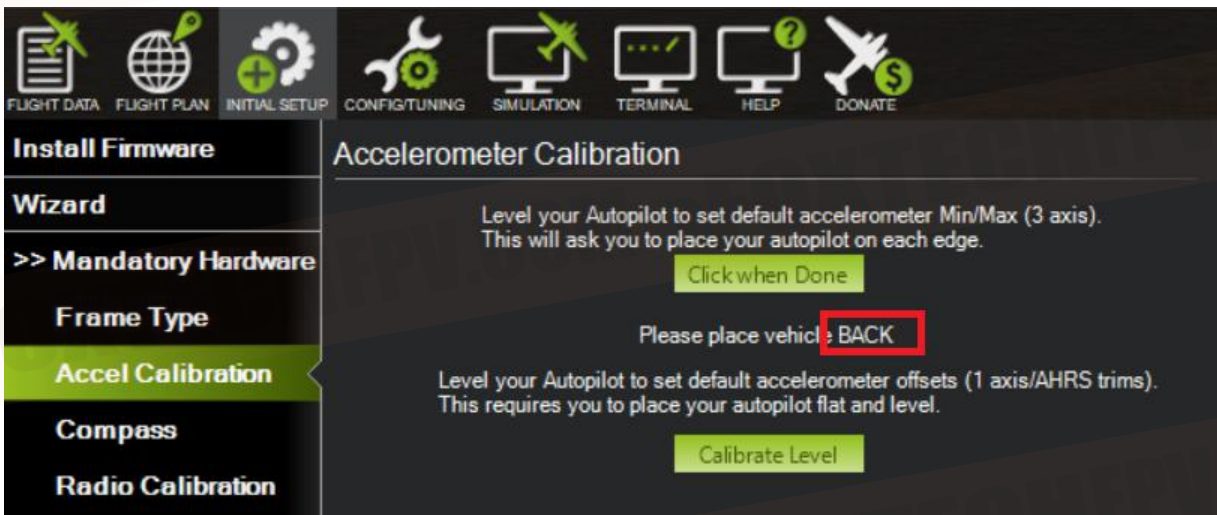 FLIGHT DATA FLIGHT PLAN INITIAL SETUP CONFIG/TUNING SIMULATION TERMINAL HELP DONATE
Install Firmware
Wizard
>> Mandatory Hardware
Frame Type
Accel Calibration
Compass
Radio Calibration
Accelerometer Calibration
Level your Autopilot to set default accelerometer Min/Max (3 axis).
This will ask you to place your autopilot on each edge.
Click when Done
Please place vehicle BACK
Level your Autopilot to set default accelerometer offsets (1 axis/AHRS trims).
This requires you to place your autopilot flat and level.
Calibrate Level